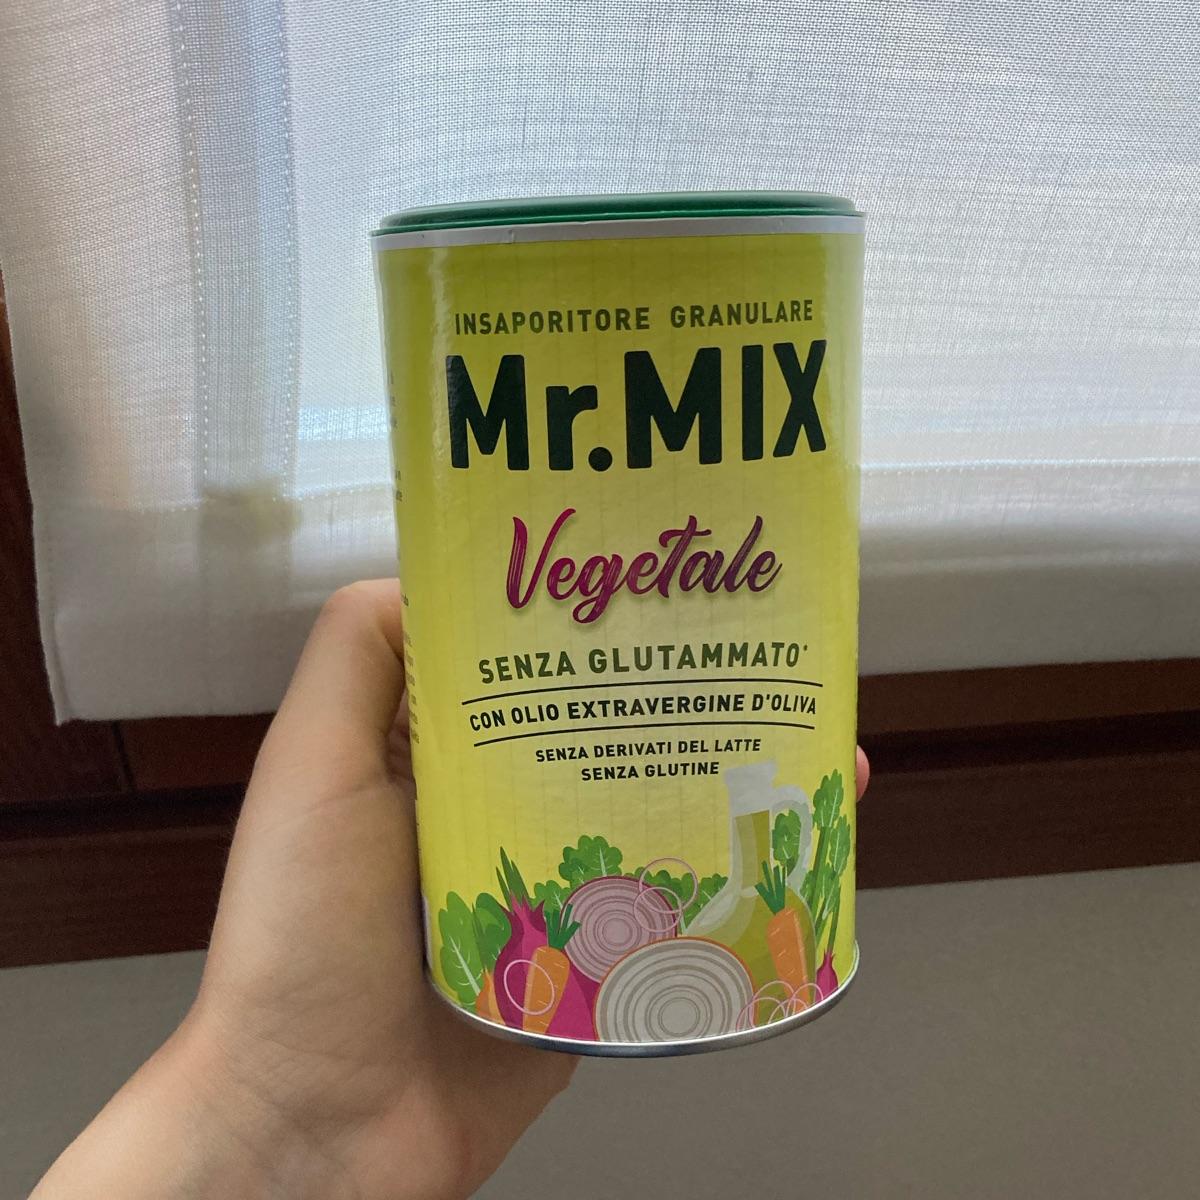 INSAPORITORE GRANULARE
Mr.MIX
Vegetale
SENZA GLUTAMMATO*
CON OLIO EXTRAVERGINE D'OLIVA
SENZA DERIVATI DEL LATTE
SENZA GLUTINE